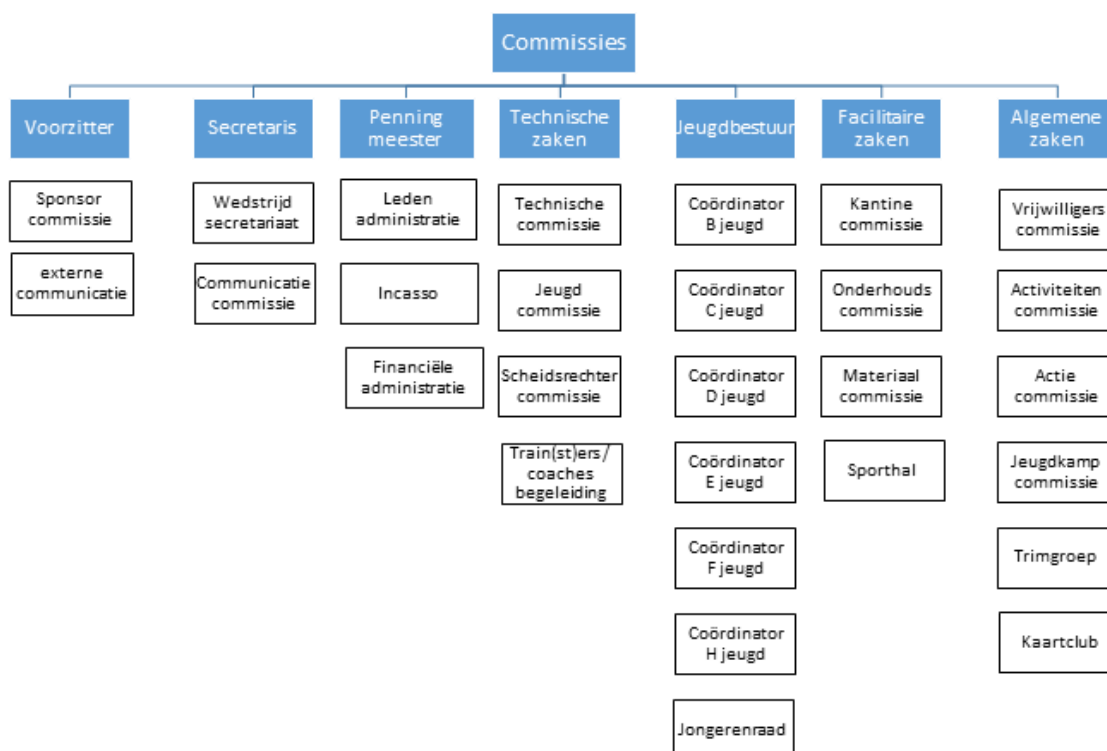 Commissies
Voorzitter
Sponsor
commissie
externe
communicatie
Secretaris
Wedstrijd
secretariaat
Communicatie
commissie
Penning
meester
Leden
administratie
Incasso
Financiële
administratie
Technische
zaken
Technische
commissie
Jeugd
commissie
Scheidsrechter
commissie
Train(st)ers/
coaches
begeleiding
Jeugdbestuur
Coördinator
B jeugd
Coördinator
C jeugd
Coördinator
D jeugd
Coördinator
E jeugd
Coördinator
F jeugd
Coördinator
H jeugd
Jongerenraad
Facilitaire
zaken
Kantine
commissie
Onderhouds
commissie
Materiaal
commissie
Sporthal
Algemene
zaken
Vrijwilligers
commissie
Activiteiten
commissie
Actie
commissie
Jeugdkamp
commissie
Trimgroep
Kaartclub